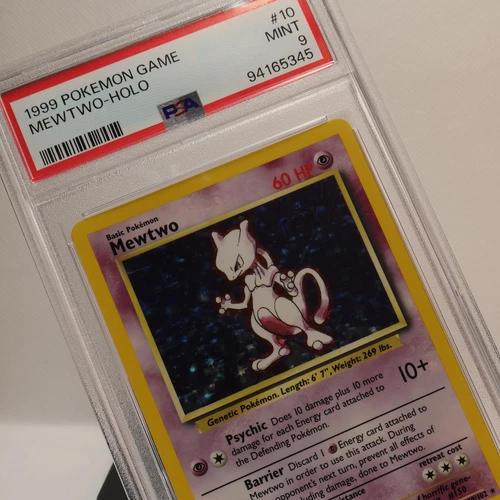 1999 POKEMON GAME #10
MEWTWO-HOLO MINT 9
PSA 94165345
60 HP
Basic Pokémon
Mewtwo
Genetic Pokémon. Length: 6' 7", Weight: 269 lbs.
Psychic Does 10 damage plus 10 more
damage for each Energy card attached to
the Defending Pokémon.
10+
Barrier Discard 1 Energy card attached to
Mewtwo in order to use this attack. During
opponent's next turn, prevent all effects of
including damage, done to Mewtwo.
retreat cost
horrific gene-